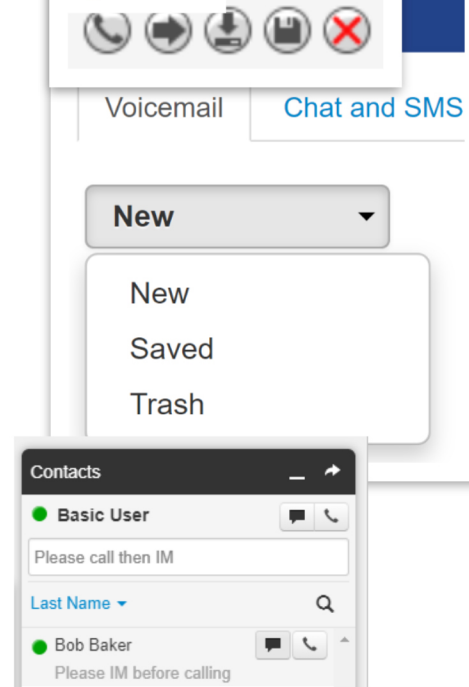 Voicemail Chat and SMS
New
New
Saved
Trash
Contacts
Basic User
Please call then IM
Last Name
Bob Baker
Please IM before calling